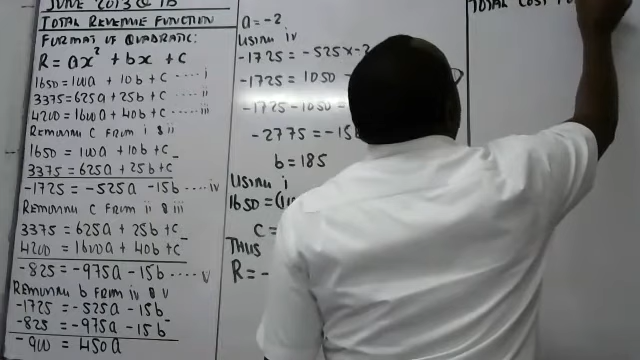 JUNE 2013 Q 1b
TOTAL REVENUE FUNCTION
FORMAT OF QUADRATIC:
R = ax² + bx + c
1650 = 100a + 10b + c ---- i
3375 = 625a + 25b + c ---- ii
4200 = 1600a + 40b + c ---- iii
REMOVING C FROM i & ii
1650 = 100a + 10b + c -
3375 = 625a + 25b + c
-1725 = -525a - 15b ---- iv
REMOVING C FROM ii & iii
3375 = 625a + 25b + c -
4200 = 1600a + 40b + c
-825 = -975a - 15b ---- v
REMOVING b FROM iv & v
-1725 = -525a - 15b -
-825 = -975a - 15b
-900 = 450a
a = -2
USING iv
-1725 = -525 x -2
-1725 = 1050
-1725 - 1050 =
-2775 = -15b
b = 185
USING i
1650 = (10
c =
THUS
R = -
TOTAL COST